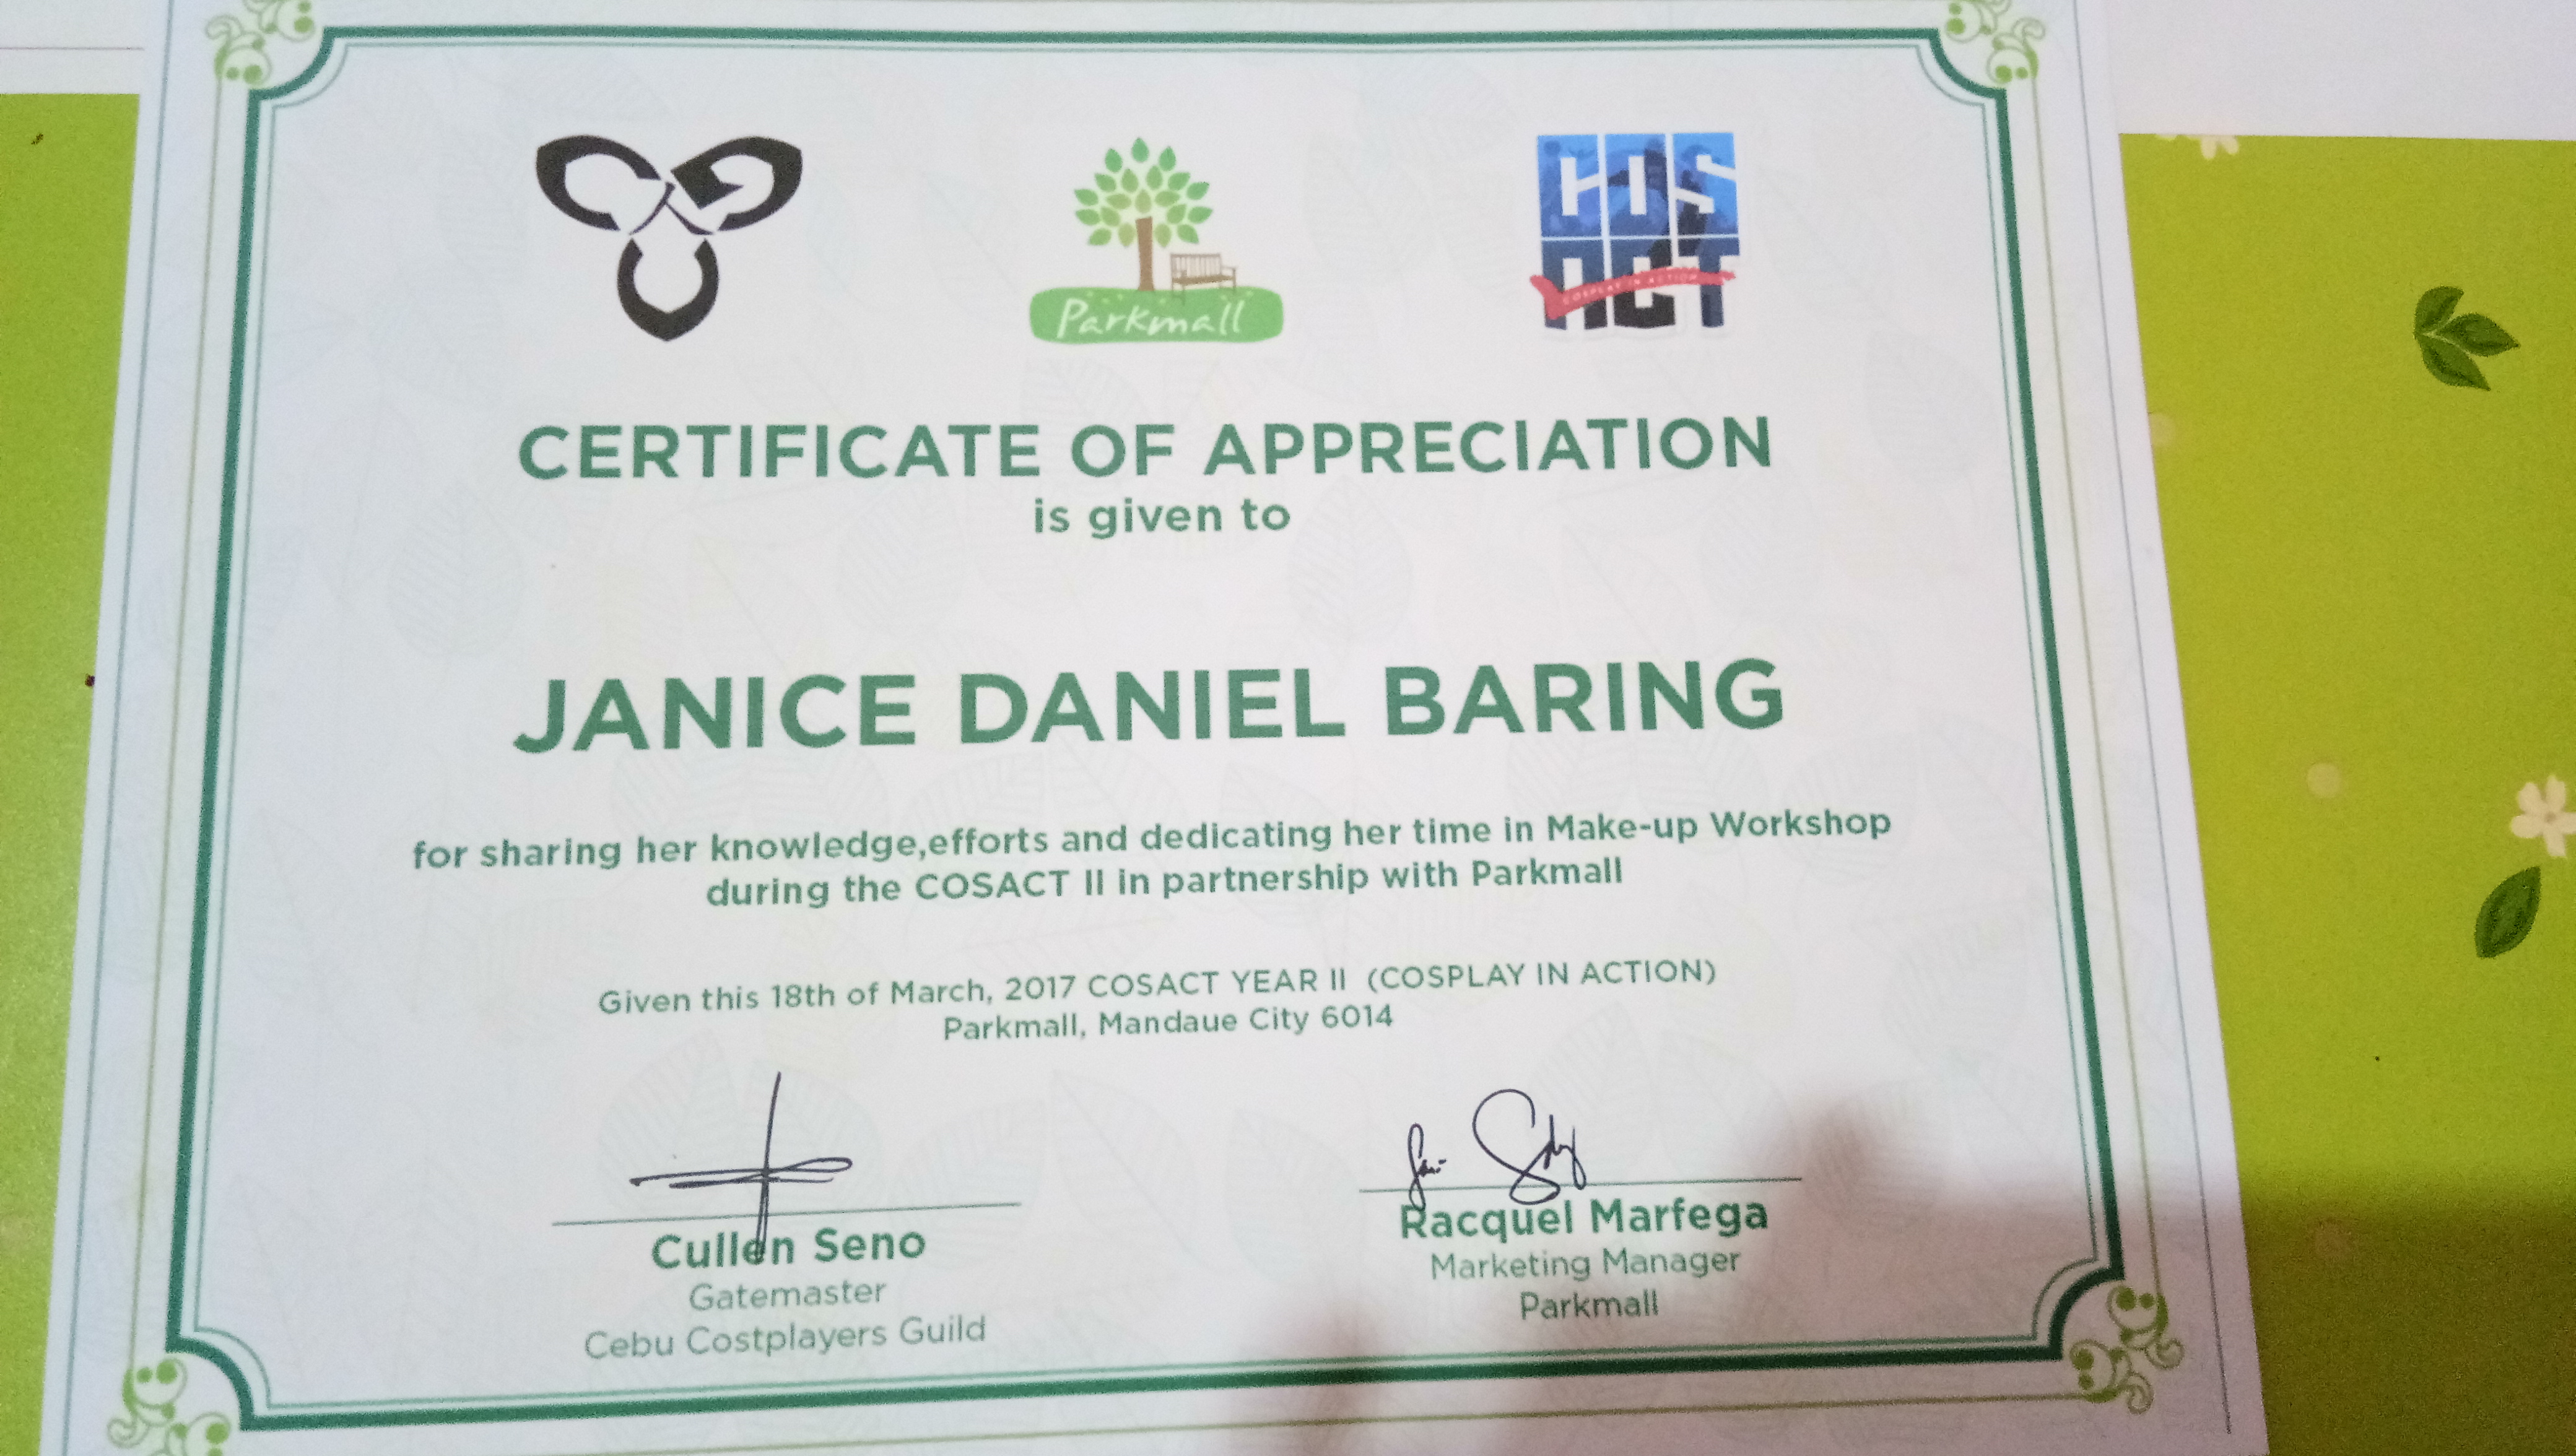 CGC
Parkmall
COS
ACT
COSPLAY IN ACTION
CERTIFICATE OF APPRECIATION
is given to
JANICE DANIEL BARING
for sharing her knowledge,efforts and dedicating her time in Make-up Workshop
during the COSACT II in partnership with Parkmall
Given this 18th of March, 2017 COSACT YEAR II (COSPLAY IN ACTION)
Parkmall, Mandaue City 6014
Cullen Seno
Gatemaster
Cebu Costplayers Guild
Racquel Marfega
Marketing Manager
Parkmall